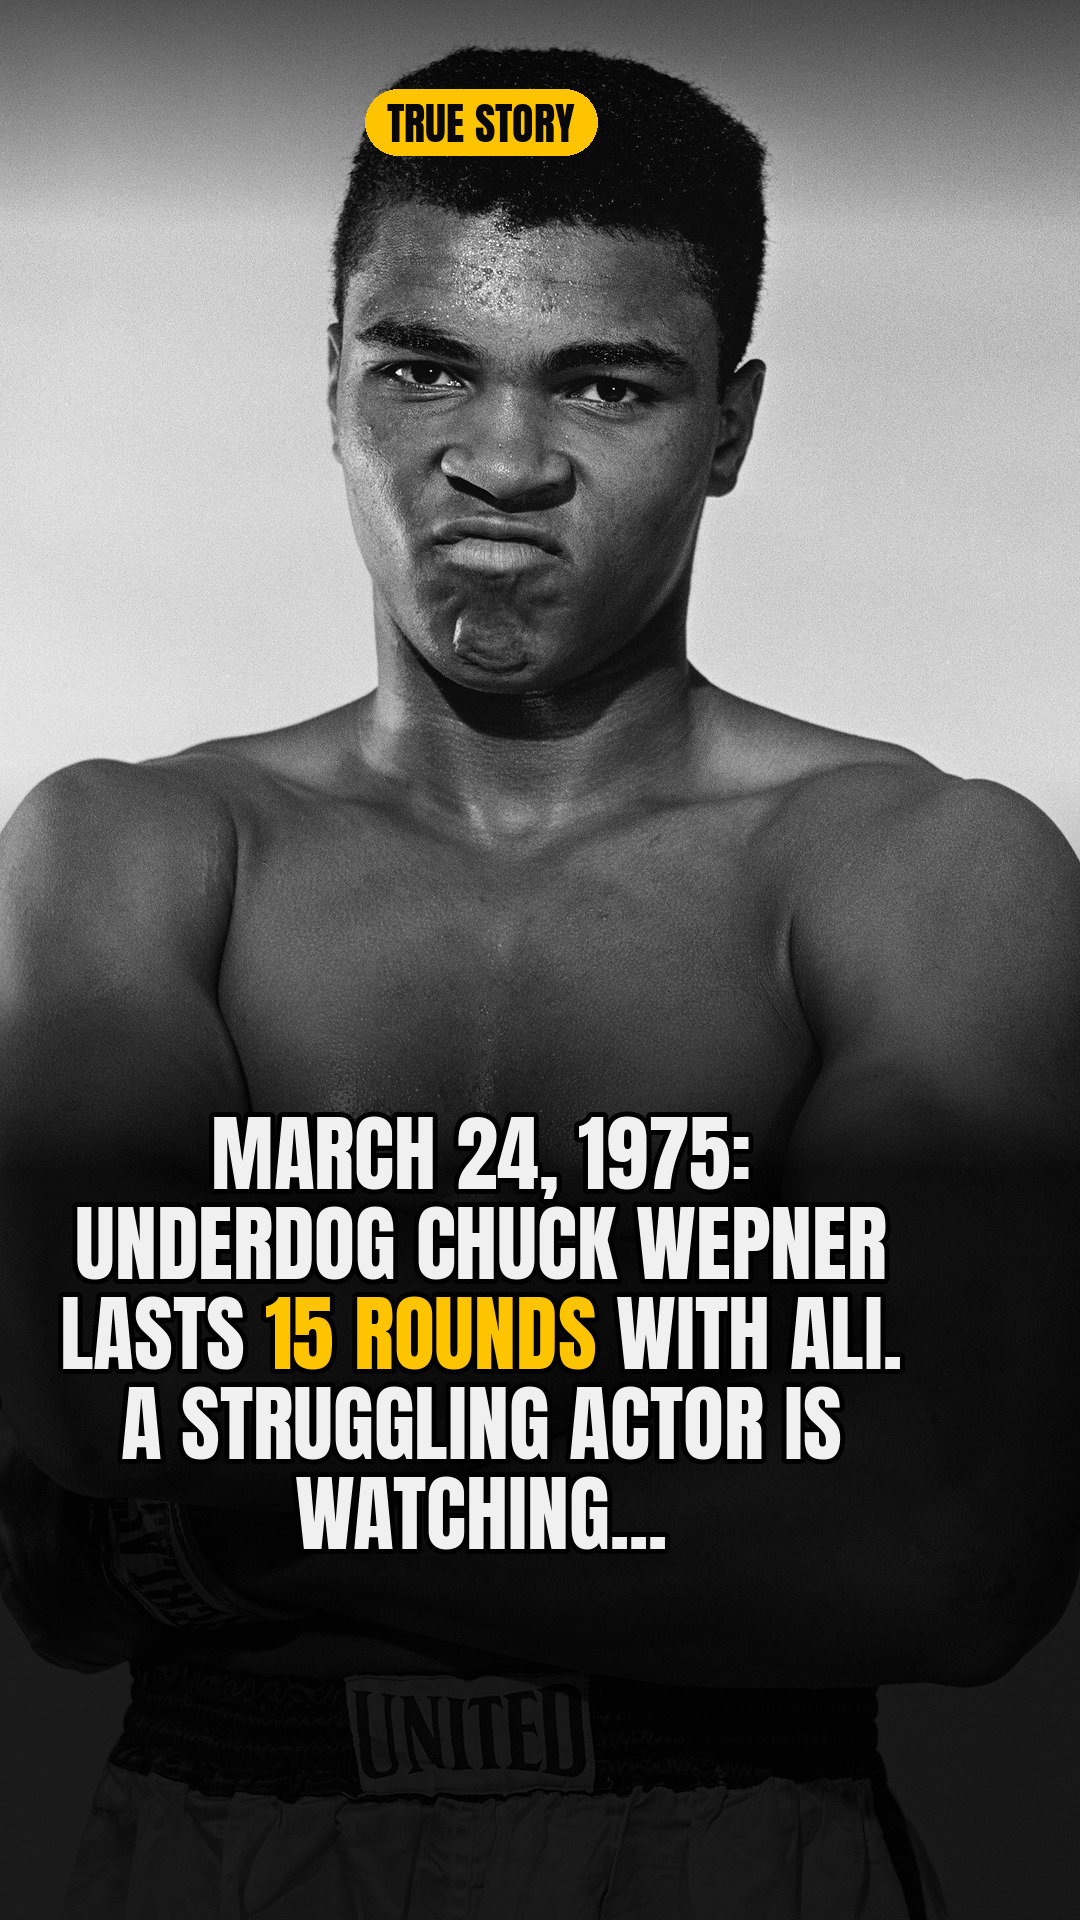 TRUE STORY
MARCH 24, 1975:
UNDERDOG CHUCK WEPNER
LASTS 15 ROUNDS WITH ALI.
A STRUGGLING ACTOR IS
WATCHING...
UNITED